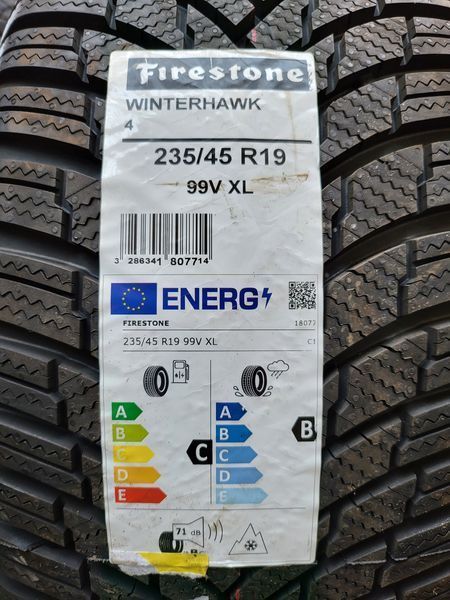 Firestone
WINTERHAWK
4
235/45 R19
99V XL
3 286341 807714
ENERG
FIRESTONE 18077
235/45 R19 99V XL C1
A A
B B B
C C C
D D
E E
71 dB
B